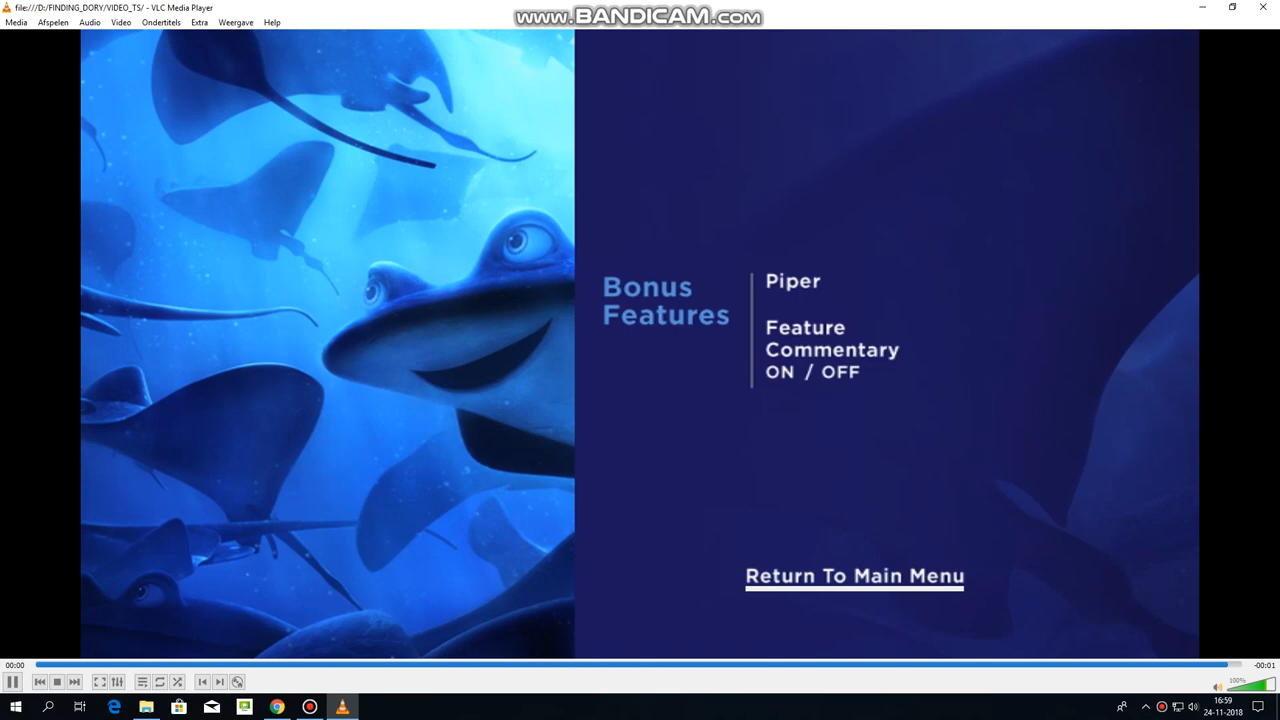 file:///D:/FINDING_DORY/VIDEO_TS/ - VLC Media Player
www.BANDICAM.com
Media Afspelen Audio Video Ondertitels Extra Weergave Help
Bonus
Features
Piper
Feature
Commentary
ON / OFF
Return To Main Menu
00:00
-00:01
100%
16:59
24-11-2018